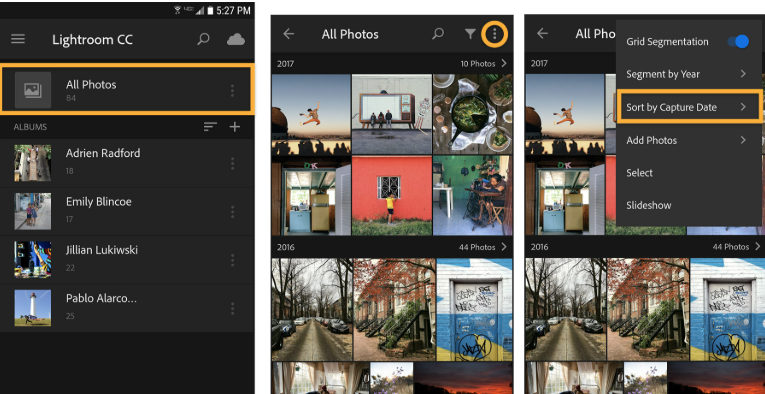 5:27 PM
Lightroom CC
All Photos
84
ALBUMS
Adrien Radford
18
Emily Blincoe
17
Jillian Lukiwski
22
Pablo Alarco...
25
All Photos
2017
10 Photos
2016
44 Photos
All Pho
2017
2016
44 Photos
Grid Segmentation
Segment by Year
Sort by Capture Date
Add Photos
Select
Slideshow